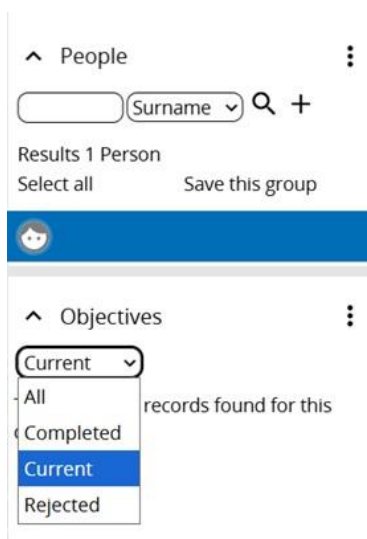 People
Surname
Results 1 Person
Select all Save this group
Objectives
Current
All
records found for this
Completed
Current
Rejected